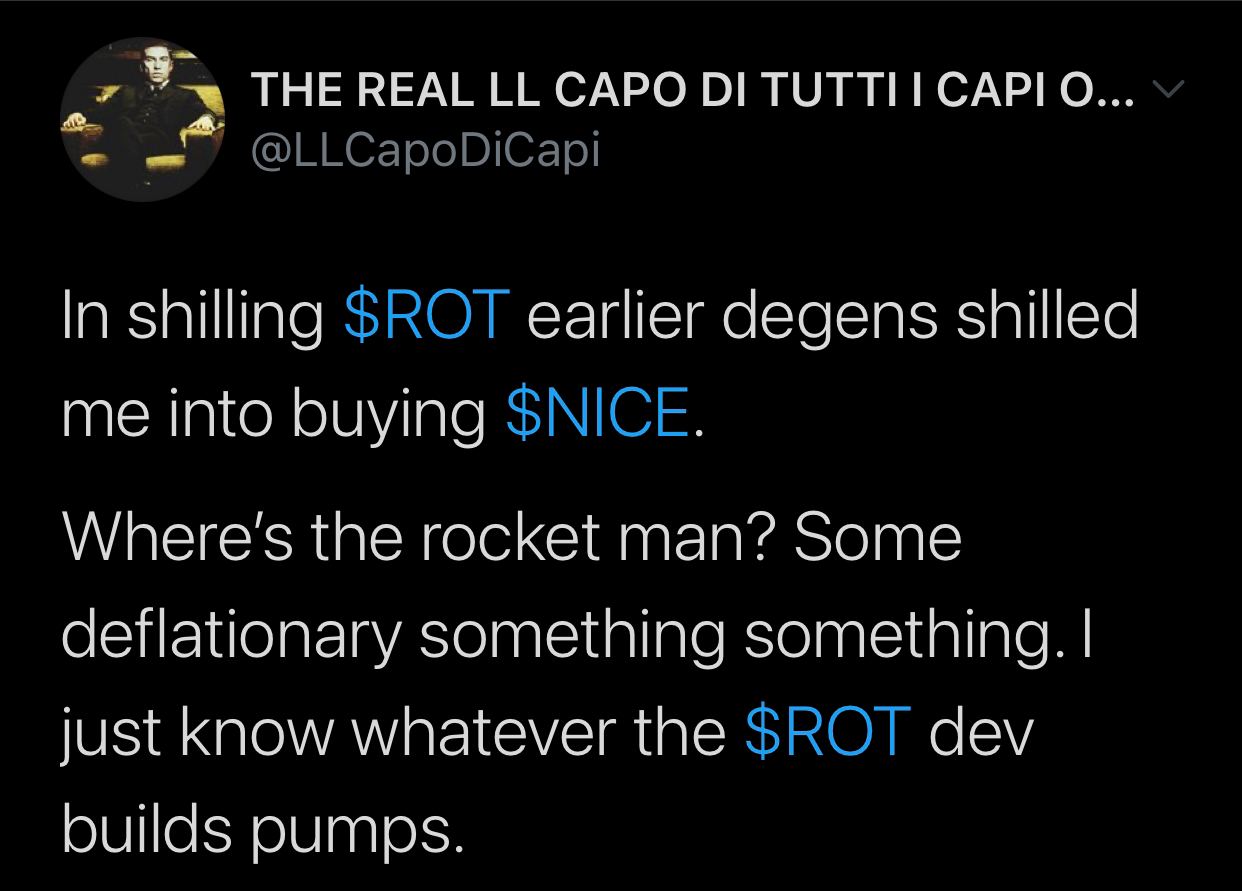 THE REAL LL CAPO DI TUTTI I CAPI O...
@LLCapoDiCapi
In shilling $ROT earlier degens shilled
me into buying $NICE.
Where’s the rocket man? Some
deflationary something something. I
just know whatever the $ROT dev
builds pumps.